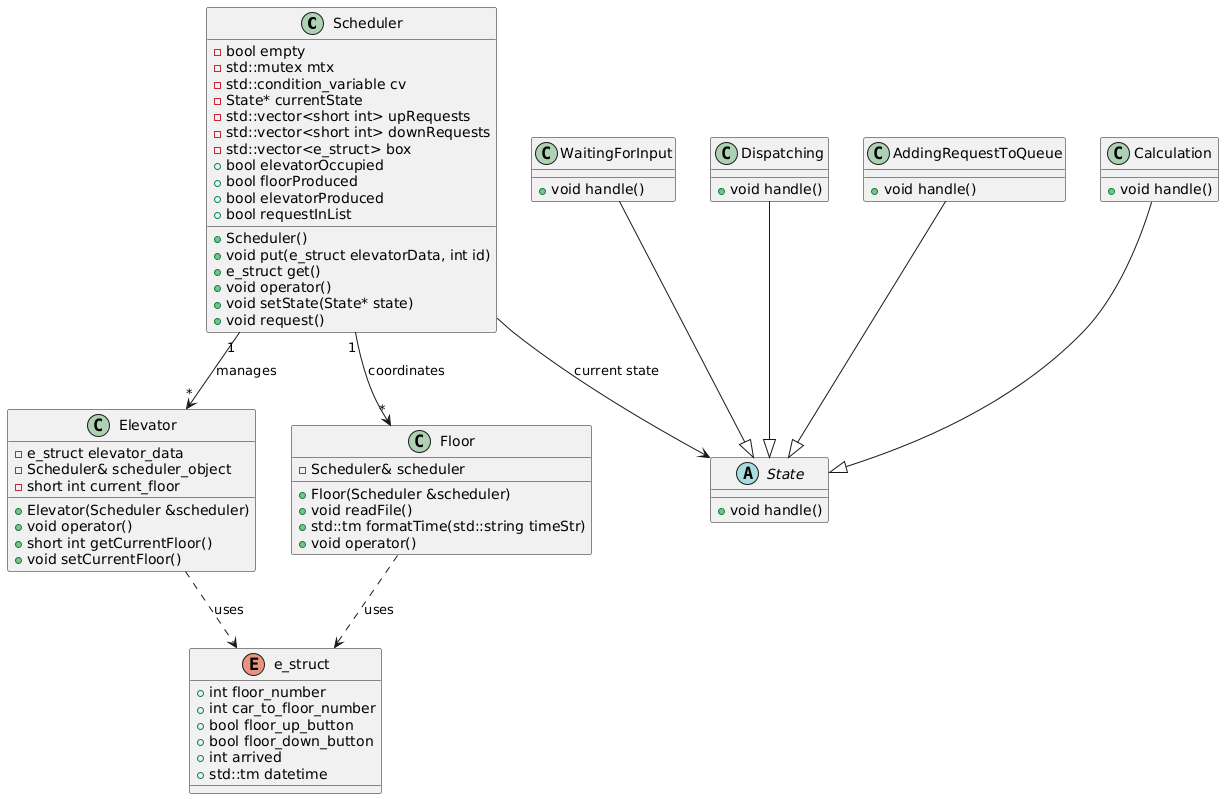 C Scheduler
bool empty
std::mutex mtx
std::condition_variable cv
State* currentState
std::vector<short int> upRequests
std::vector<short int> downRequests
std::vector<e_struct> box
bool elevatorOccupied
bool floorProduced
bool elevatorProduced
bool requestInList
Scheduler()
void put(e_struct elevatorData, int id)
e_struct get()
void operator()
void setState(State* state)
void request()
C WaitingForInput
void handle()
C Dispatching
void handle()
C AddingRequestToQueue
void handle()
C Calculation
void handle()
1
manages
*
1
coordinates
*
current state
C Elevator
e_struct elevator_data
Scheduler& scheduler_object
short int current_floor
Elevator(Scheduler &scheduler)
void operator()
short int getCurrentFloor()
void setCurrentFloor()
C Floor
Scheduler& scheduler
Floor(Scheduler &scheduler)
void readFile()
std::tm formatTime(std::string timeStr)
void operator()
A State
void handle()
uses
uses
E e_struct
int floor_number
int car_to_floor_number
bool floor_up_button
bool floor_down_button
int arrived
std::tm datetime